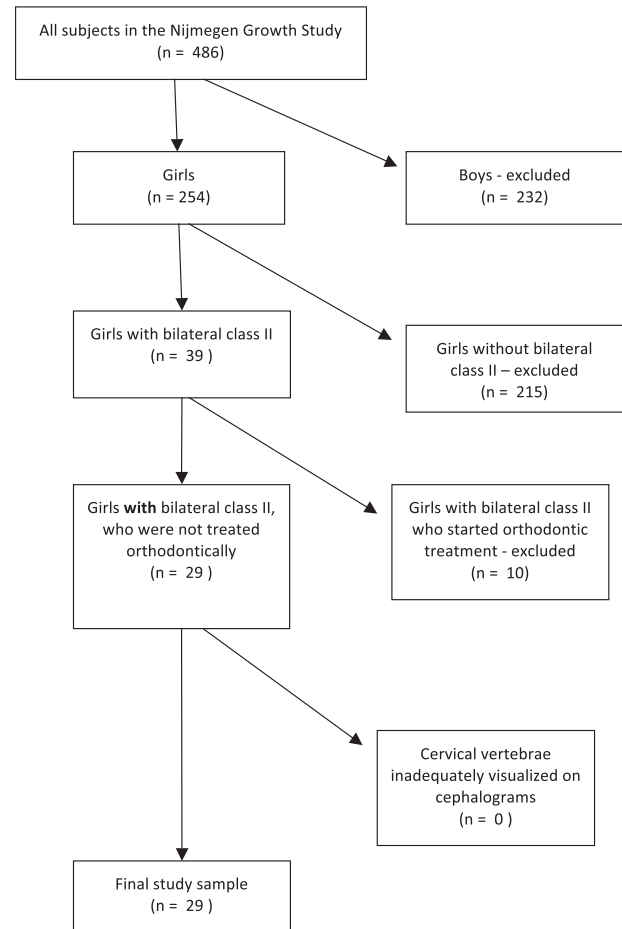 All subjects in the Nijmegen Growth Study
(n = 486)
Girls
(n = 254)
Boys - excluded
(n = 232)
Girls with bilateral class II
(n = 39 )
Girls without bilateral
class II – excluded
(n = 215)
Girls with bilateral class II,
who were not treated
orthodontically
(n = 29 )
Girls with bilateral class II
who started orthodontic
treatment - excluded
(n = 10)
Cervical vertebrae
inadequately visualized on
cephalograms
(n = 0 )
Final study sample
(n = 29 )